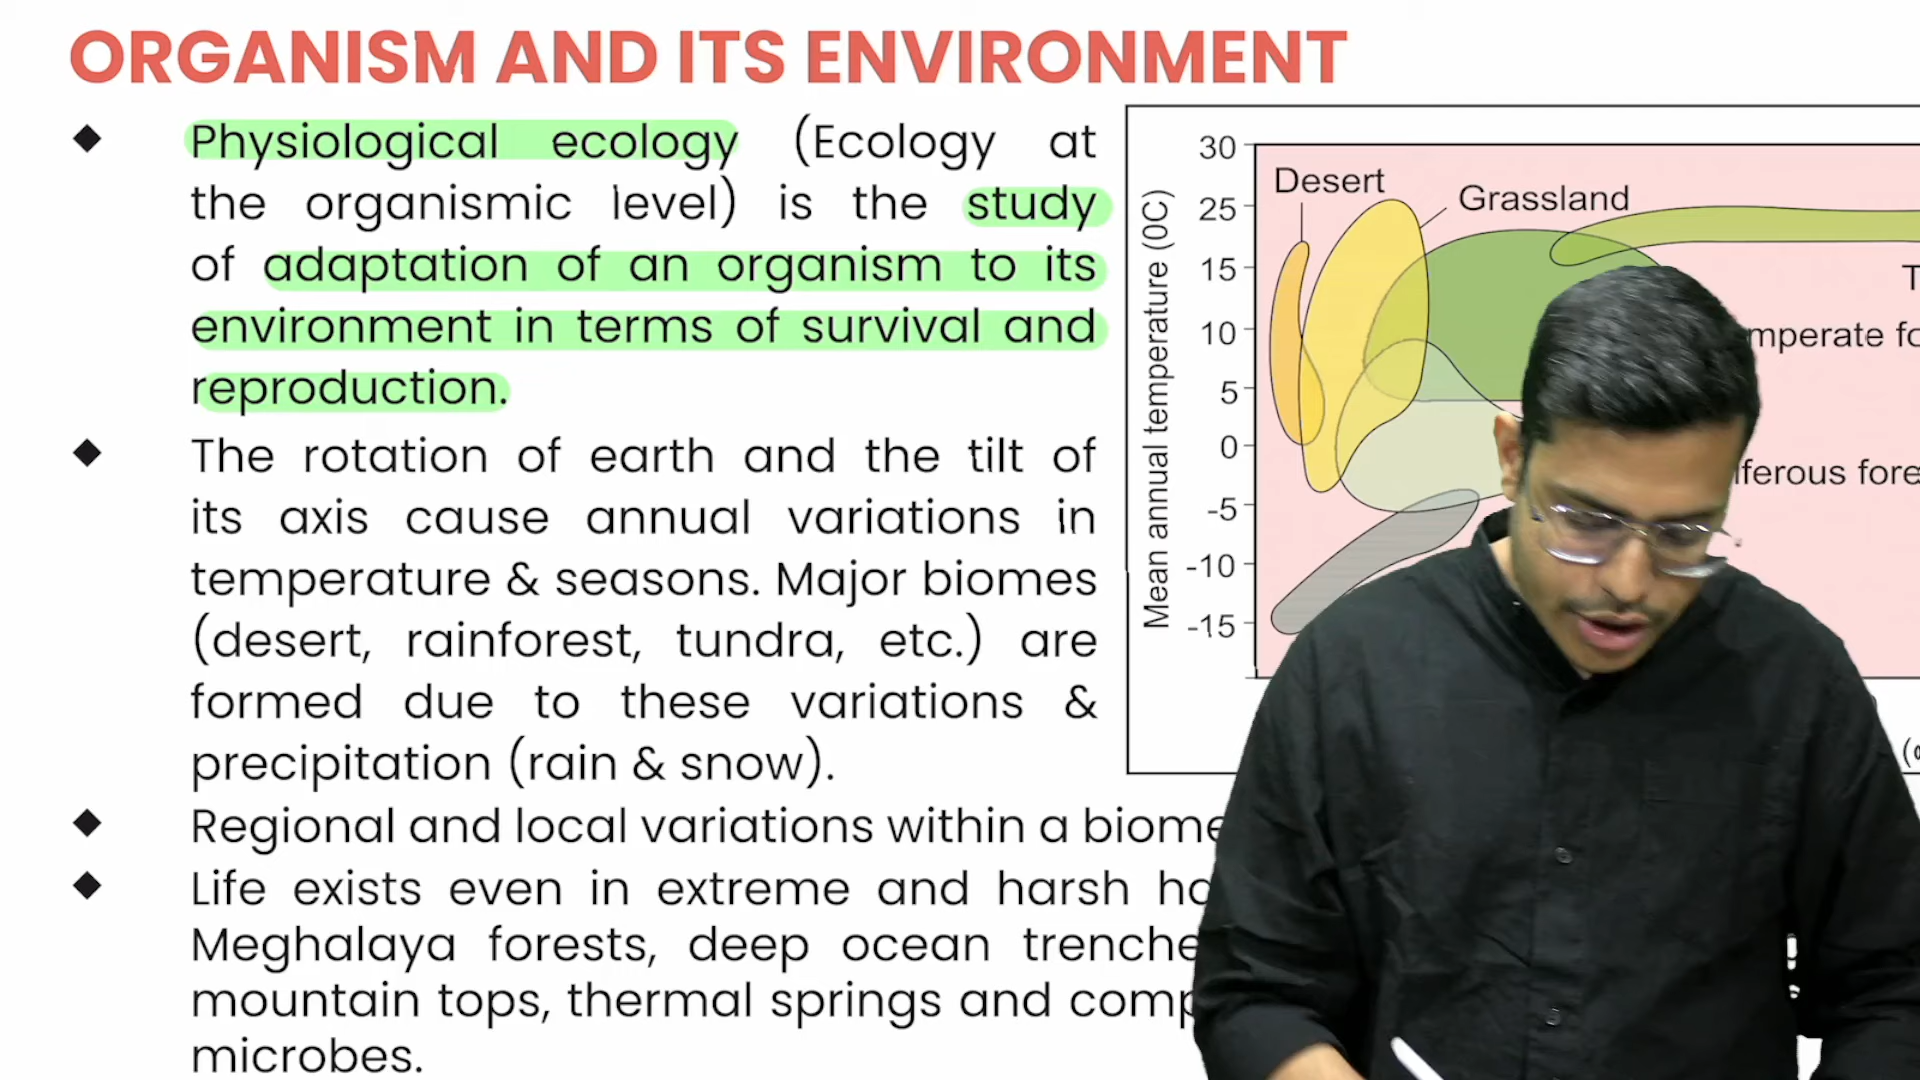 ORGANISM AND ITS ENVIRONMENT
Physiological ecology (Ecology at
the organismic level) is the study
of adaptation of an organism to its
environment in terms of survival and
reproduction.
The rotation of earth and the tilt of
its axis cause annual variations in
temperature & seasons. Major biomes
(desert, rainforest, tundra, etc.) are
formed due to these variations &
precipitation (rain & snow).
Regional and local variations within a biome
Life exists even in extreme and harsh
Meghalaya forests, deep ocean
mountain tops, thermal springs and
microbes.
Mean annual temperature (0C)
30
25
15
10
5
0
-5
-10
-15
Desert
Grassland